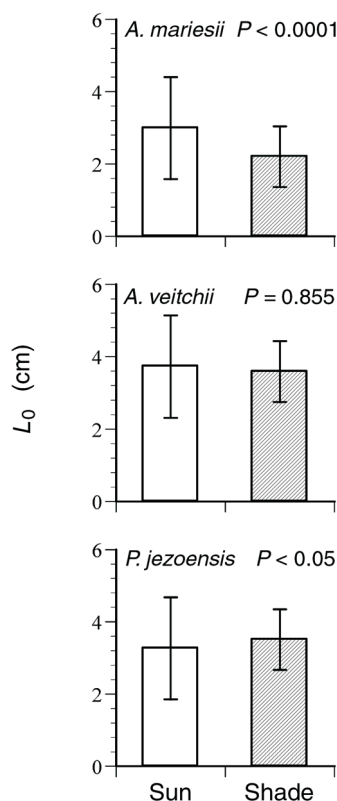 A. mariesii P < 0.0001
6
4
2
0
A. veitchii P = 0.855
6
4
2
0
L0 (cm)
P. jezoensis P < 0.05
6
4
2
0
Sun Shade